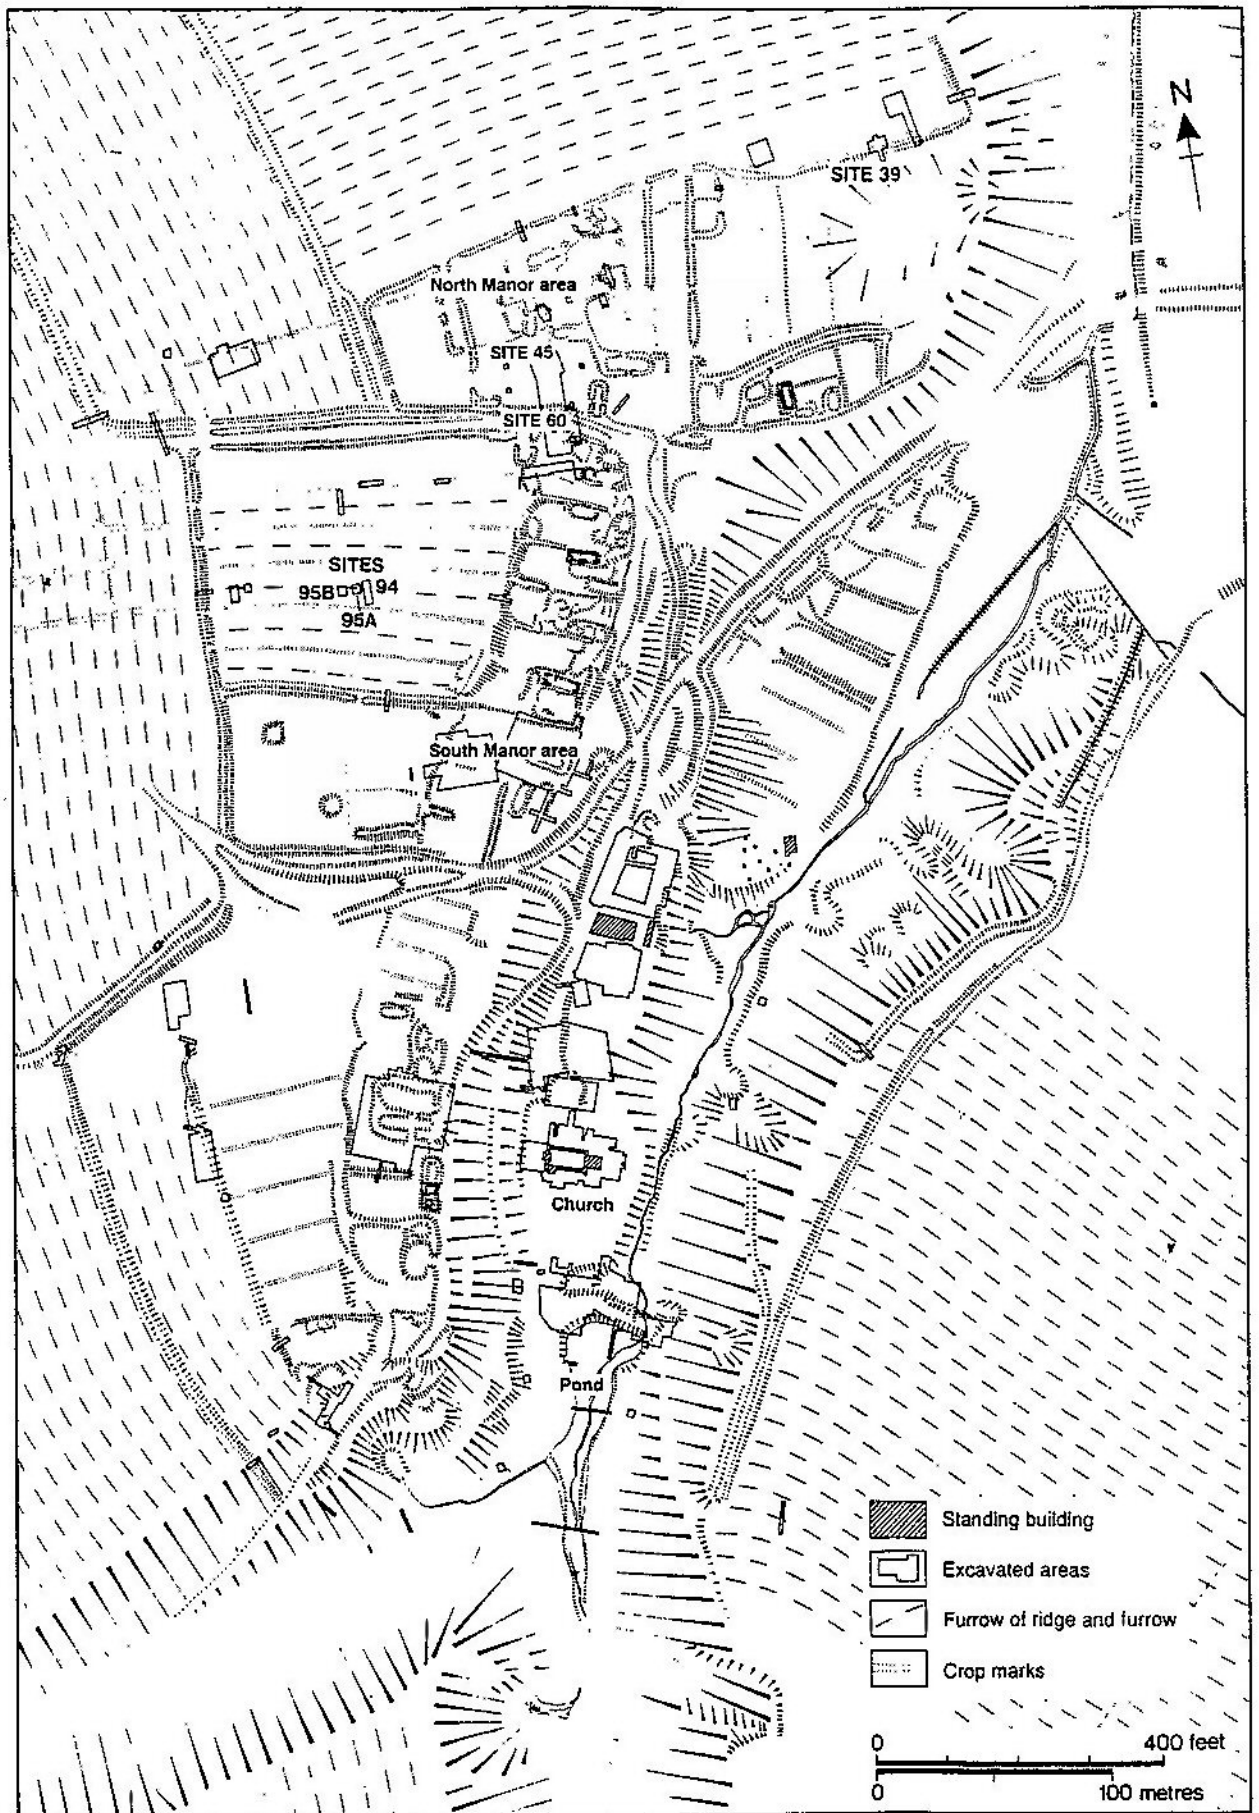 N
SITE 39
North Manor area
SITE 45
SITE 60
SITES
95B 94
95A
South Manor area
Church
Pond
Standing building
Excavated areas
Furrow of ridge and furrow
Crop marks
0 400 feet
0 100 metres